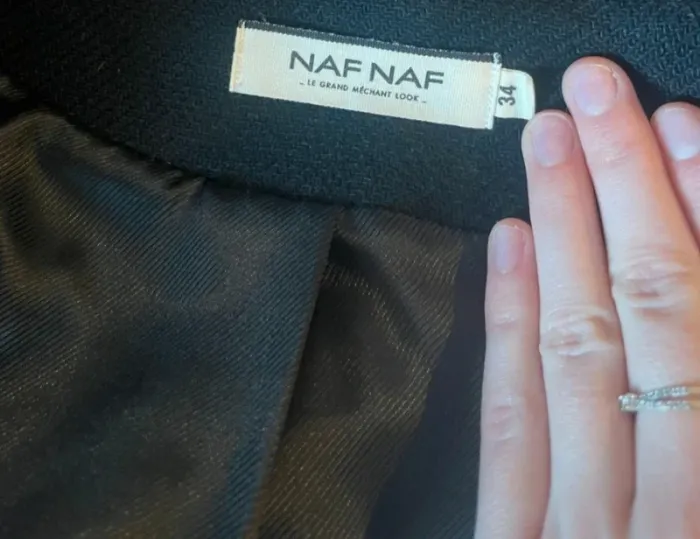 NAF NAF
_ LE GRAND MÉCHANT LOOK _
34